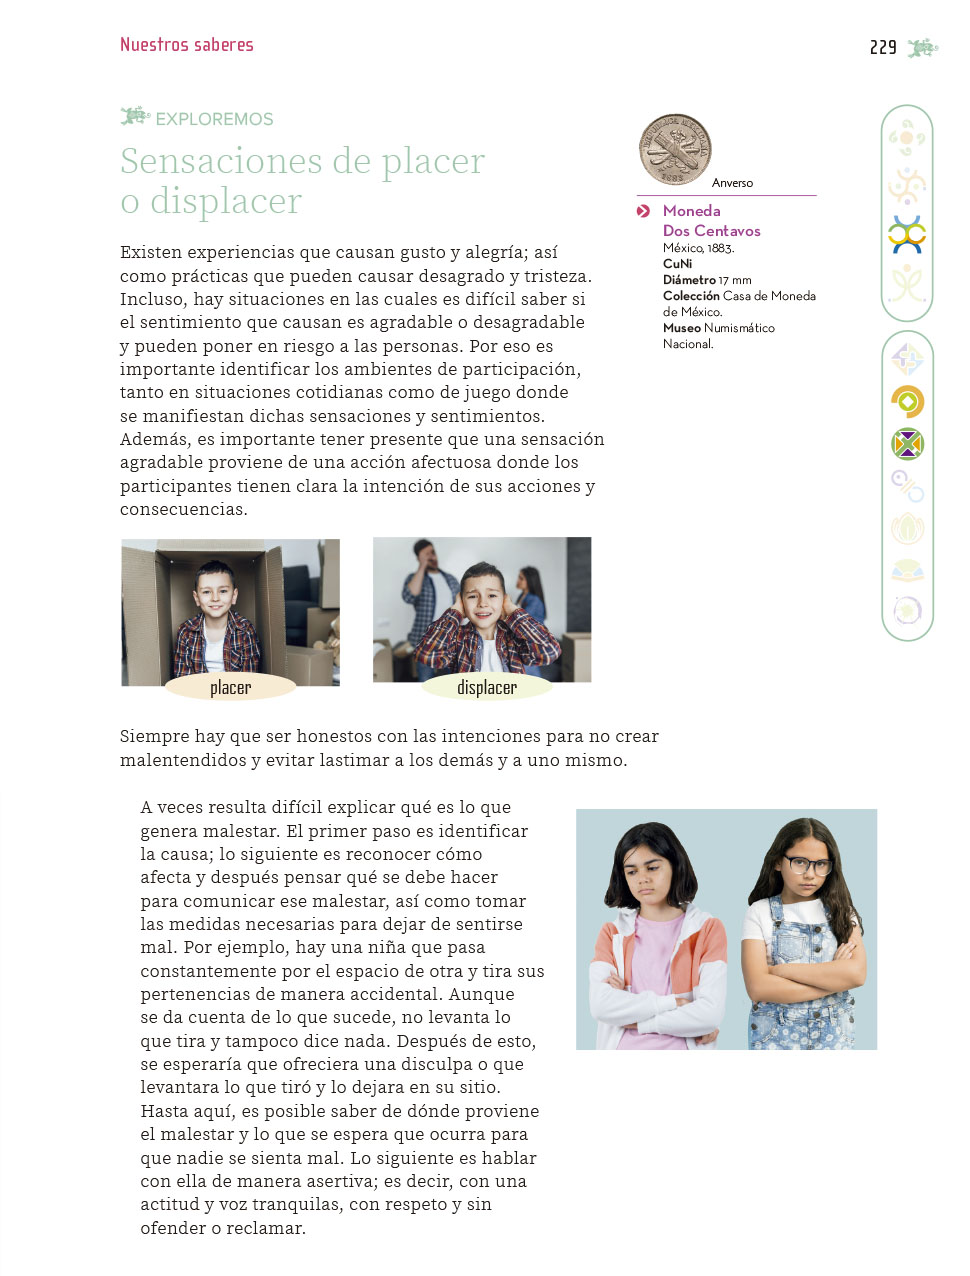 Nuestros saberes
229
EXPLOREMOS
Sensaciones de placer
o displacer
Existen experiencias que causan gusto y alegría; así
como prácticas que pueden causar desagrado y tristeza.
Incluso, hay situaciones en las cuales es difícil saber si
el sentimiento que causan es agradable o desagradable
y pueden poner en riesgo a las personas. Por eso es
importante identificar los ambientes de participación,
tanto en situaciones cotidianas como de juego donde
se manifiestan dichas sensaciones y sentimientos.
Además, es importante tener presente que una sensación
agradable proviene de una acción afectuosa donde los
participantes tienen clara la intención de sus acciones y
consecuencias.
REPUBLICA MEXICANA
1883
Anverso
Moneda
Dos Centavos
México, 1883.
CuNi
Diámetro 17 mm
Colección Casa de Moneda
de México.
Museo Numismático
Nacional.
placer
displacer
Siempre hay que ser honestos con las intenciones para no crear
malentendidos y evitar lastimar a los demás y a uno mismo.
A veces resulta difícil explicar qué es lo que
genera malestar. El primer paso es identificar
la causa; lo siguiente es reconocer cómo
afecta y después pensar qué se debe hacer
para comunicar ese malestar, así como tomar
las medidas necesarias para dejar de sentirse
mal. Por ejemplo, hay una niña que pasa
constantemente por el espacio de otra y tira sus
pertenencias de manera accidental. Aunque
se da cuenta de lo que sucede, no levanta lo
que tira y tampoco dice nada. Después de esto,
se esperaría que ofreciera una disculpa o que
levantara lo que tiró y lo dejara en su sitio.
Hasta aquí, es posible saber de dónde proviene
el malestar y lo que se espera que ocurra para
que nadie se sienta mal. Lo siguiente es hablar
con ella de manera asertiva; es decir, con una
actitud y voz tranquilas, con respeto y sin
ofender o reclamar.